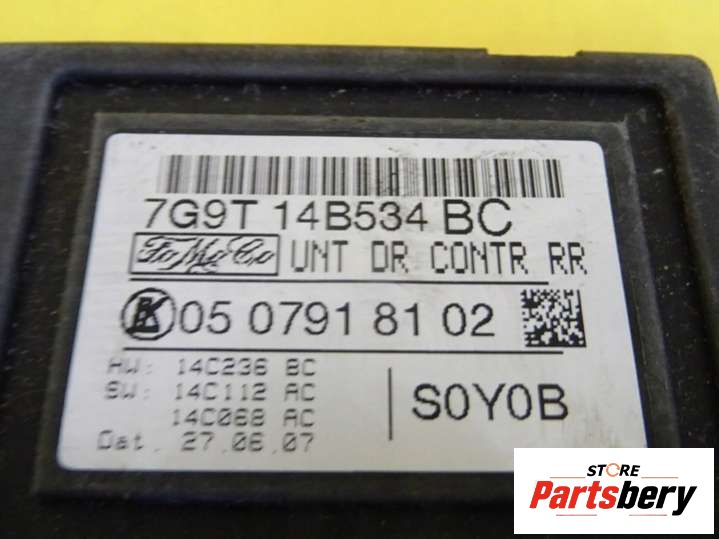 7G9T 14B534 BC
FoMoCo UNT DR CONTR RR
05 0791 81 02
HW: 14C236 BC
SW: 14C112 AC
14C068 AC
Dat. 27.06.07
S0Y0B
STORE
Partsbery